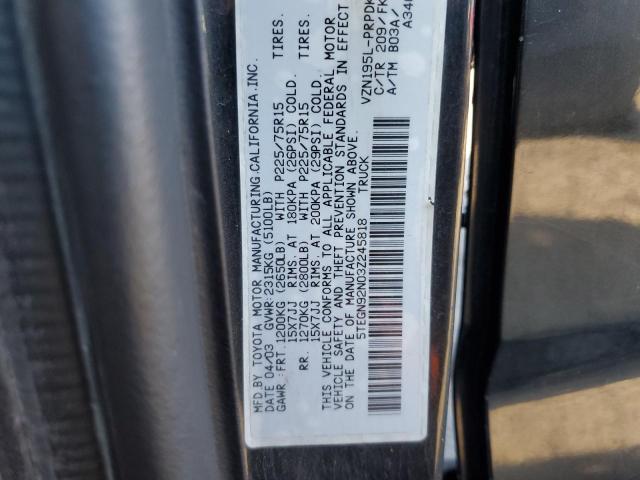 MFD.BY TOYOTA MOTOR MANUFACTURING.CALIFORNIA.INC.
DATE 04/03 GVWR:2315KG (5100LB)
GAWR:FRT.1200KG (2650LB) WITH P225/75R15 TIRES.
15X7JJ RIMS. AT 180KPA (26PSI) COLD.
RR. 1270KG (2800LB) WITH P225/75R15 TIRES.
15X7JJ RIMS. AT 200KPA (29PSI) COLD.
THIS VEHICLE CONFORMS TO ALL APPLICABLE FEDERAL MOTOR
VEHICLE SAFETY AND THEFT PREVENTION STANDARDS IN EFFECT
ON THE DATE OF MANUFACTURE SHOWN ABOVE.
5TEGN92N03Z245818 TRUCK
VZN195L-PRPDK
C/TR 209/FK
A/TM B03A/
A340